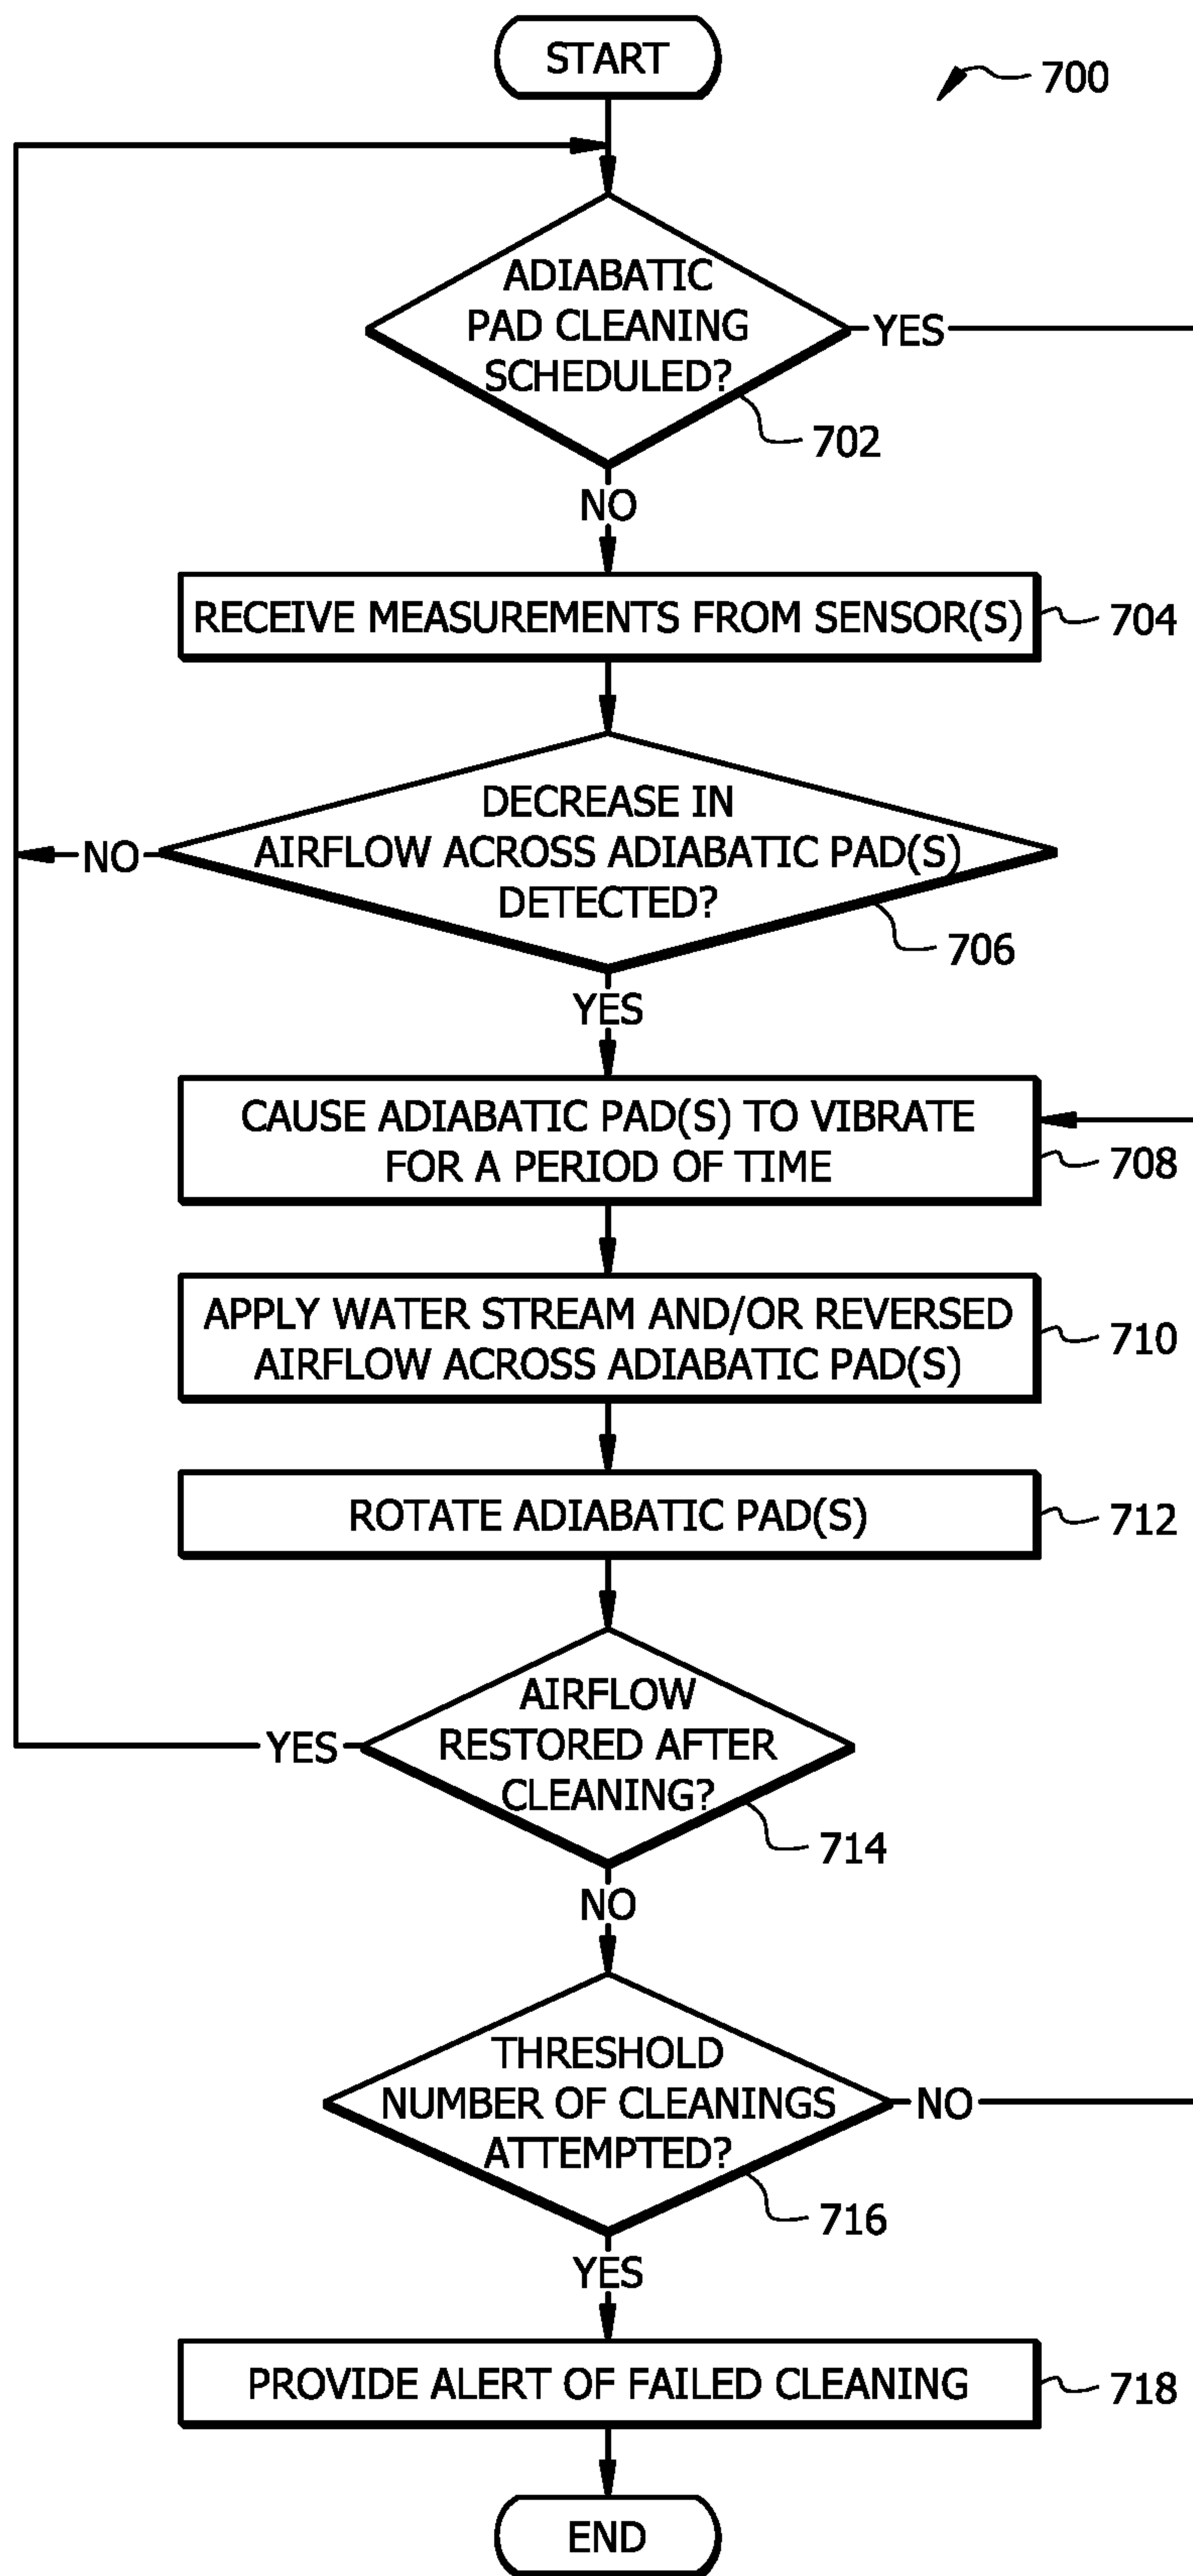 START
700
ADIABATIC
PAD CLEANING
SCHEDULED?
YES
702
NO
RECEIVE MEASUREMENTS FROM SENSOR(S)
704
DECREASE IN
AIRFLOW ACROSS ADIABATIC PAD(S)
DETECTED?
NO
706
YES
CAUSE ADIABATIC PAD(S) TO VIBRATE
FOR A PERIOD OF TIME
708
APPLY WATER STREAM AND/OR REVERSED
AIRFLOW ACROSS ADIABATIC PAD(S)
710
ROTATE ADIABATIC PAD(S)
712
AIRFLOW
RESTORED AFTER
CLEANING?
YES
714
NO
THRESHOLD
NUMBER OF CLEANINGS
ATTEMPTED?
NO
716
YES
PROVIDE ALERT OF FAILED CLEANING
718
END